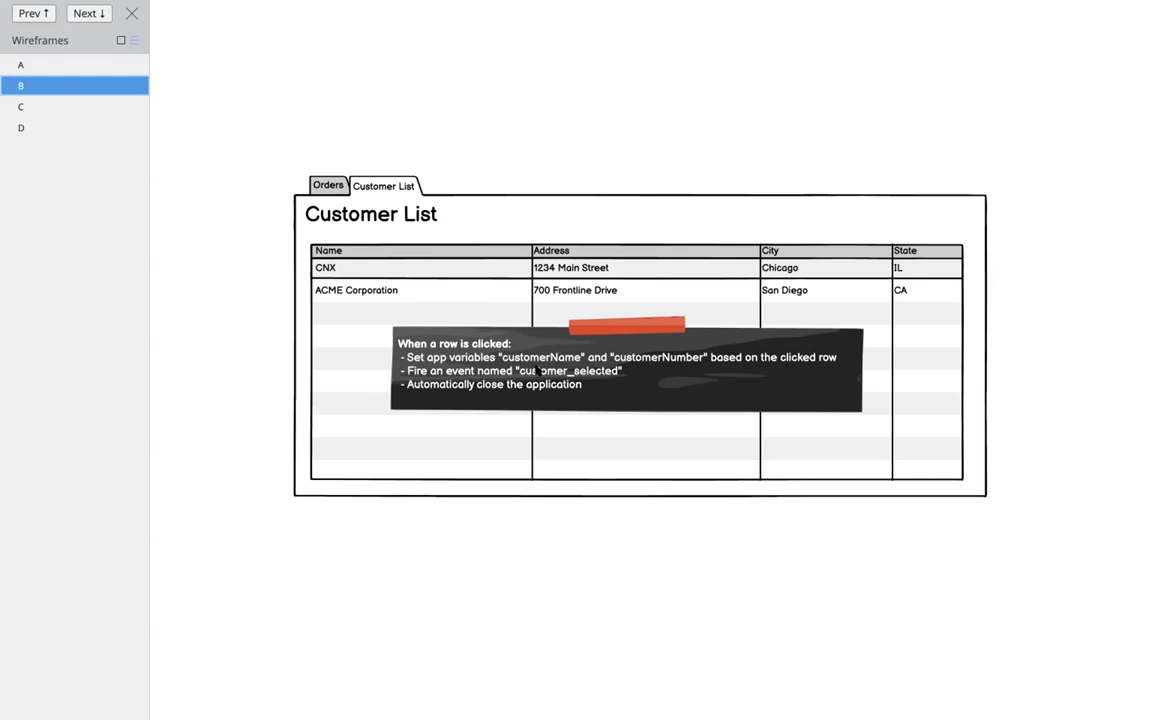 Prev ↑ Next ↓
Wireframes
A
B
C
D
Orders Customer List
Customer List
Name Address City State
CNX 1234 Main Street Chicago IL
ACME Corporation 700 Frontline Drive San Diego CA
When a row is clicked:
- Set app variables "customerName" and "customerNumber" based on the clicked row
- Fire an event named "customer_selected"
- Automatically close the application